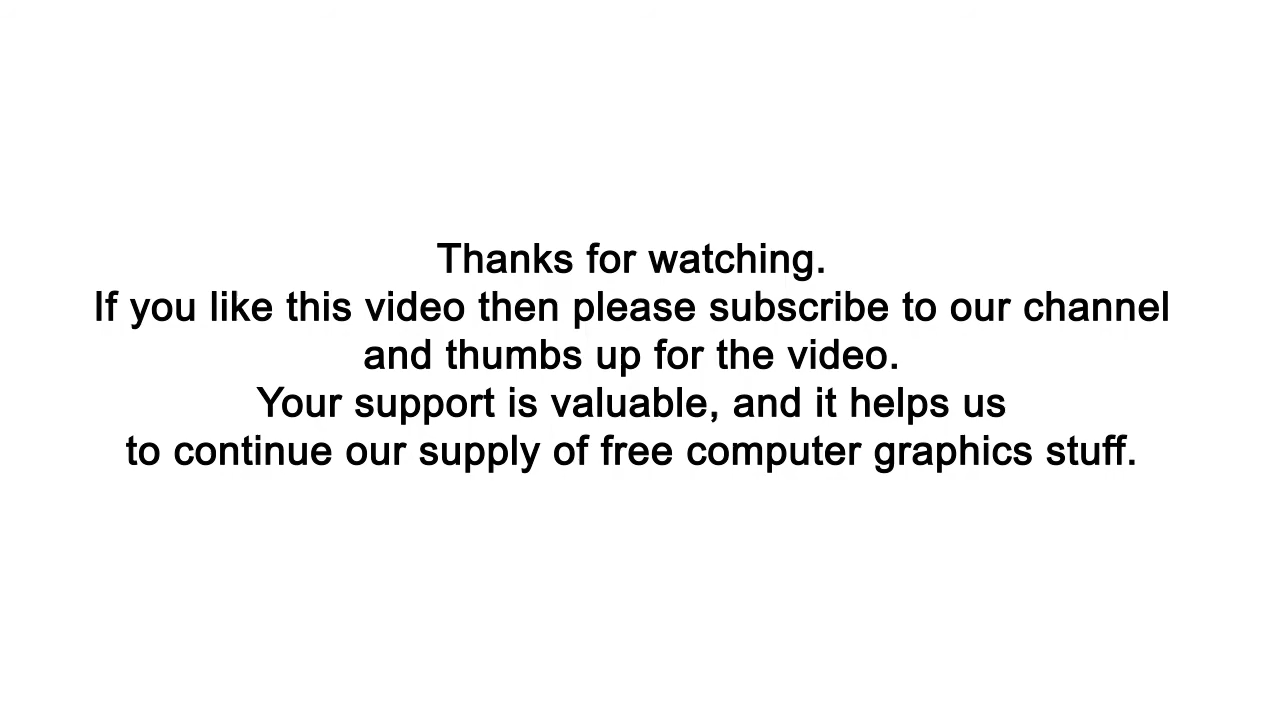 Thanks for watching.
If you like this video then please subscribe to our channel
and thumbs up for the video.
Your support is valuable, and it helps us
to continue our supply of free computer graphics stuff.